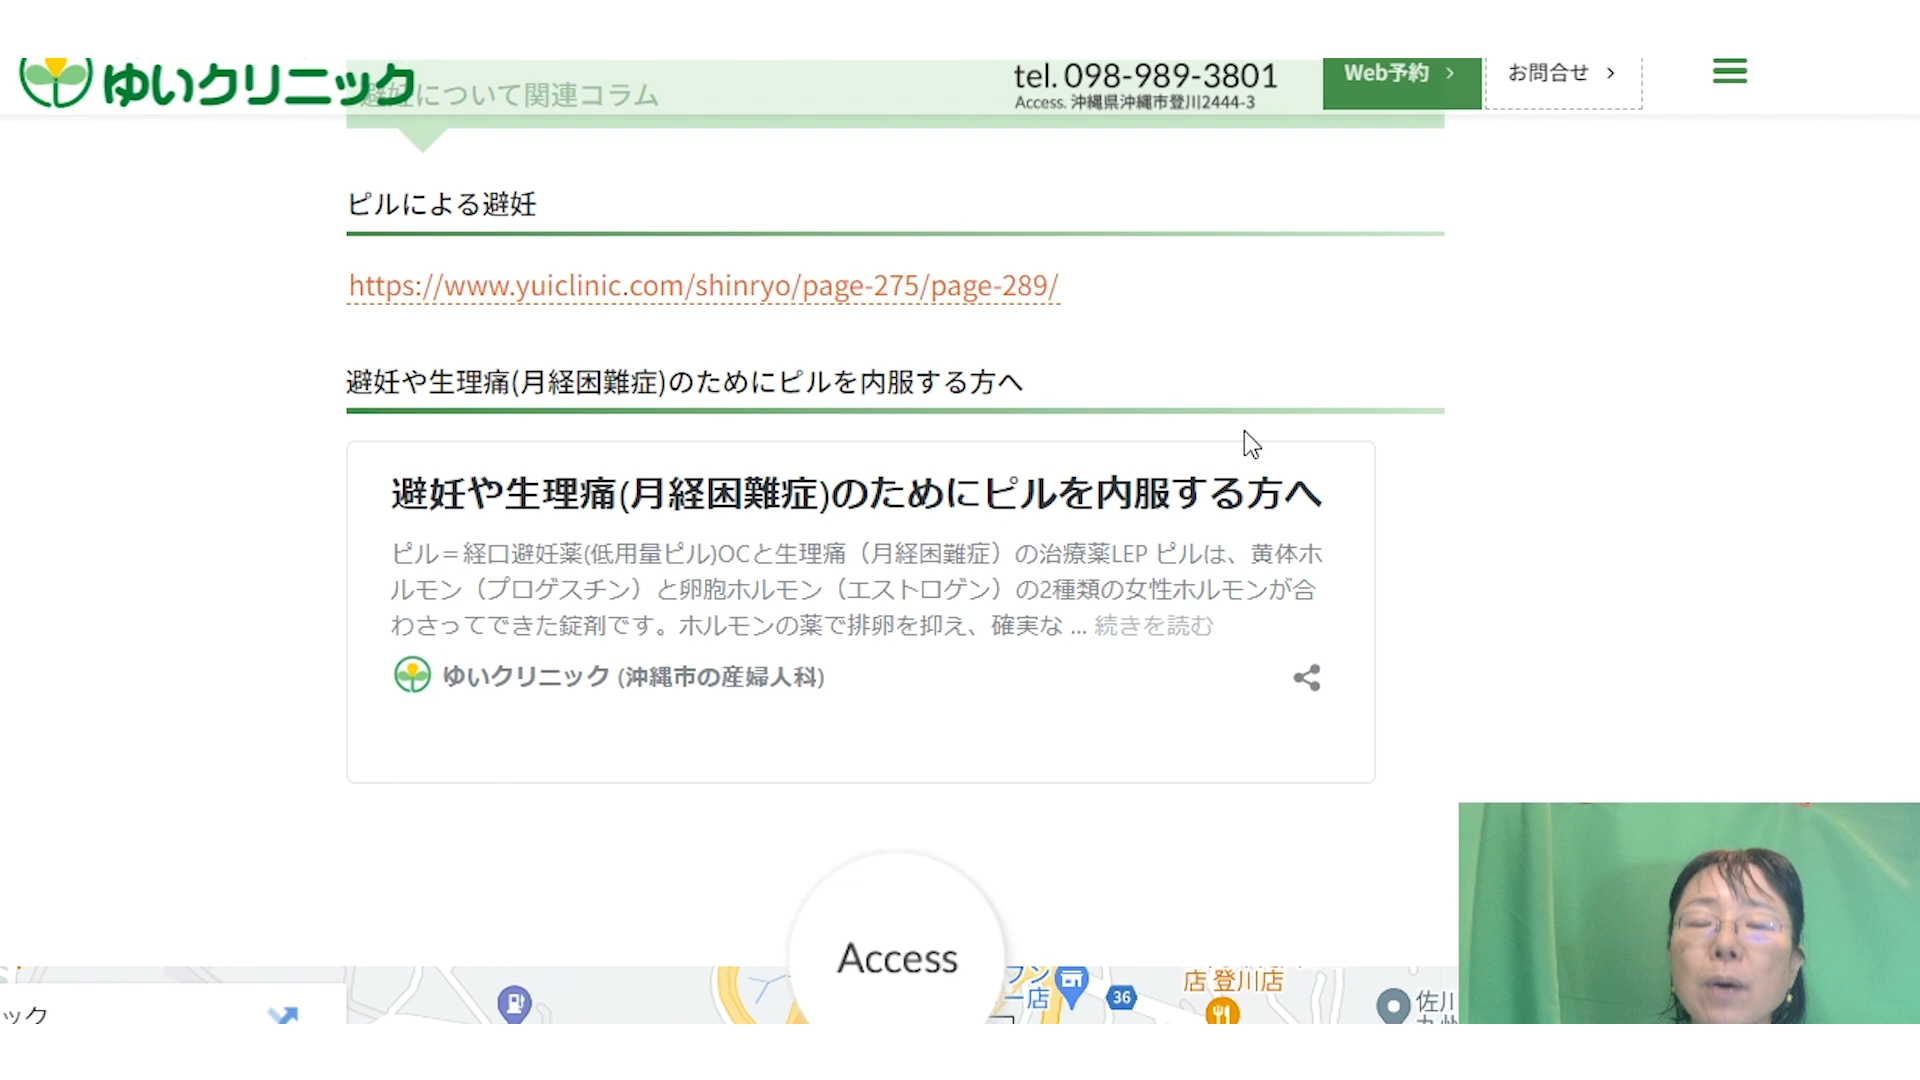 ゆいクリニック
避妊について関連コラム
tel. 098-989-3801
Access. 沖縄県沖縄市登川2444-3
Web予約
お問合せ
ピルによる避妊
https://www.yuiclinic.com/shinryo/page-275/page-289/
避妊や生理痛(月経困難症)のためにピルを内服する方へ
避妊や生理痛(月経困難症)のためにピルを内服する方へ
ピル＝経口避妊薬(低用量ピル)OCと生理痛（月経困難症）の治療薬LEP ピルは、黄体ホ
ルモン（プロゲスチン）と卵胞ホルモン（エストロゲン）の2種類の女性ホルモンが合
わさってできた錠剤です。ホルモンの薬で排卵を抑え、確実な ... 続きを読む
ゆいクリニック (沖縄市の産婦人科)
Access
ック
ー店
36
店 登川店
佐川